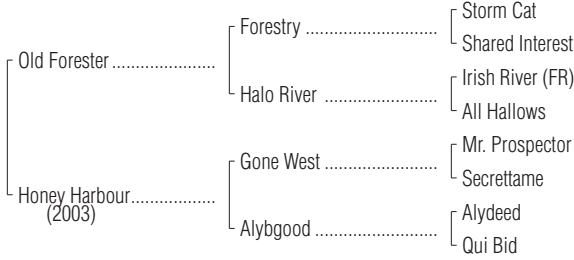 Storm Cat
Forestry ..................................
Shared Interest
Old Forester ...........................
Irish River (FR)
Halo River ..............................
All Hallows
Mr. Prospector
Gone West .............................
Secrettame
Honey Harbour......................
(2003)
Alydeed
Alybgood ................................
Qui Bid